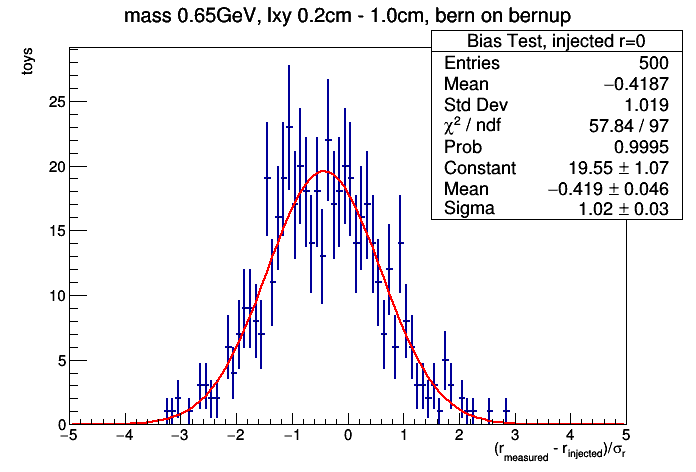 mass 0.65GeV, lxy 0.2cm - 1.0cm, bern on bernup
Bias Test, injected r=0
Entries 500
Mean −0.4187
Std Dev 1.019
χ² / ndf 57.84 / 97
Prob 0.9995
Constant 19.55 ± 1.07
Mean −0.419 ± 0.046
Sigma 1.02 ± 0.03
toys
25
20
15
10
5
0
−5 −4 −3 −2 −1 0 1 2 3 4 5
(r_measured - r_injected)/σ_r